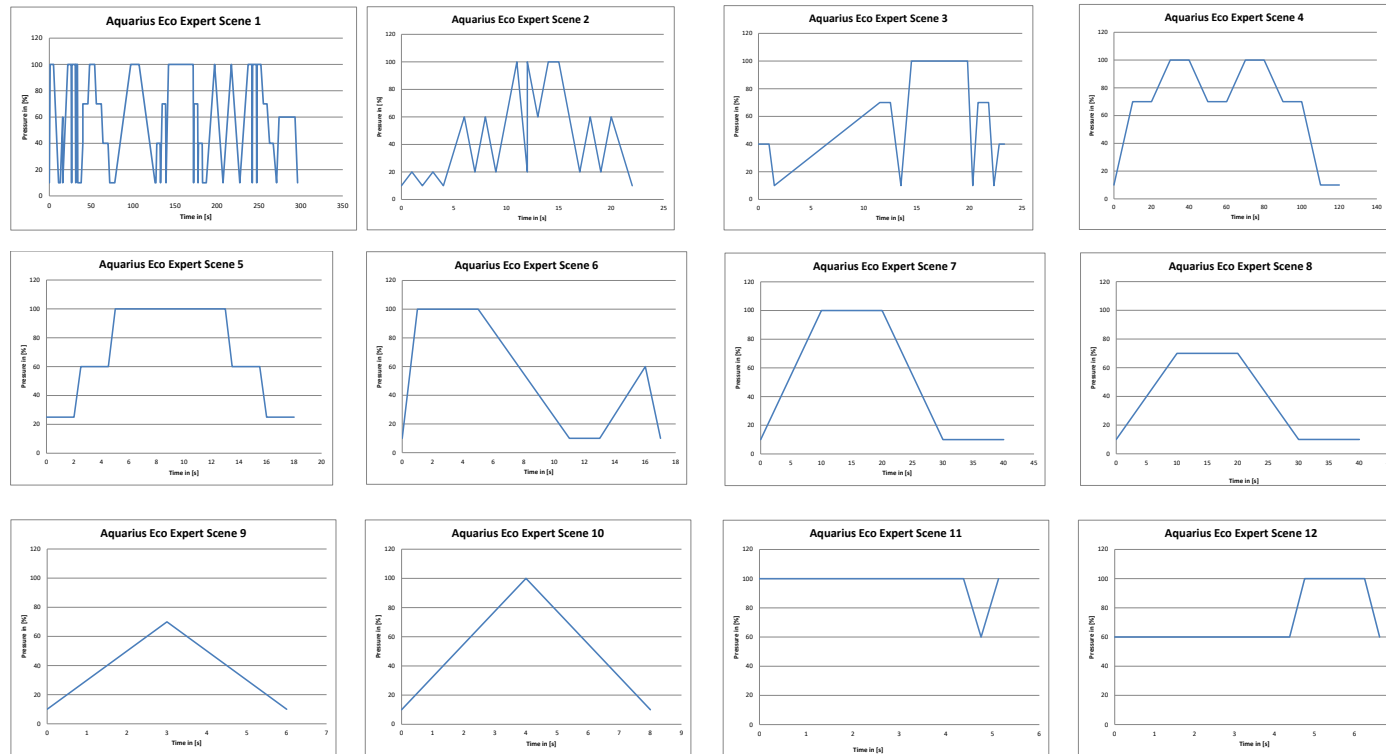 Aquarius Eco Expert Scene 1
Pressure in [%]
120
100
80
60
40
20
0
0 50 100 150 200 250 300 350
Time in [s]
Aquarius Eco Expert Scene 2
Pressure in [%]
120
100
80
60
40
20
0
0 5 10 15 20 25
Time in [s]
Aquarius Eco Expert Scene 3
Pressure in [%]
120
100
80
60
40
20
0
0 5 10 15 20 25
Time in [s]
Aquarius Eco Expert Scene 4
Pressure in [%]
120
100
80
60
40
20
0
0 20 40 60 80 100 120 140
Time in [s]
Aquarius Eco Expert Scene 5
Pressure in [%]
120
100
80
60
40
20
0
0 2 4 6 8 10 12 14 16 18 20
Time in [s]
Aquarius Eco Expert Scene 6
Pressure in [%]
120
100
80
60
40
20
0
0 2 4 6 8 10 12 14 16 18
Time in [s]
Aquarius Eco Expert Scene 7
Pressure in [%]
120
100
80
60
40
20
0
0 5 10 15 20 25 30 35 40 45
Time in [s]
Aquarius Eco Expert Scene 8
Pressure in [%]
120
100
80
60
40
20
0
0 5 10 15 20 25 30 35 40
Time in [s]
Aquarius Eco Expert Scene 9
Pressure in [%]
120
100
80
60
40
20
0
0 1 2 3 4 5 6 7
Time in [s]
Aquarius Eco Expert Scene 10
Pressure in [%]
120
100
80
60
40
20
0
0 1 2 3 4 5 6 7 8 9
Time in [s]
Aquarius Eco Expert Scene 11
Pressure in [%]
120
100
80
60
40
20
0
0 1 2 3 4 5 6
Time in [s]
Aquarius Eco Expert Scene 12
Pressure in [%]
120
100
80
60
40
20
0
0 1 2 3 4 5 6
Time in [s]